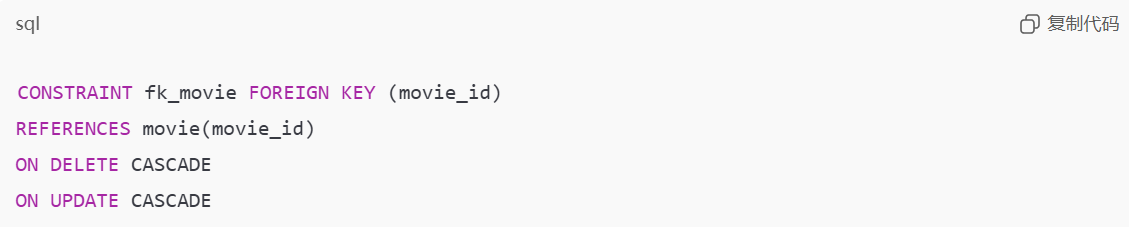 sql
复制代码
CONSTRAINT fk_movie FOREIGN KEY (movie_id)
REFERENCES movie(movie_id)
ON DELETE CASCADE
ON UPDATE CASCADE